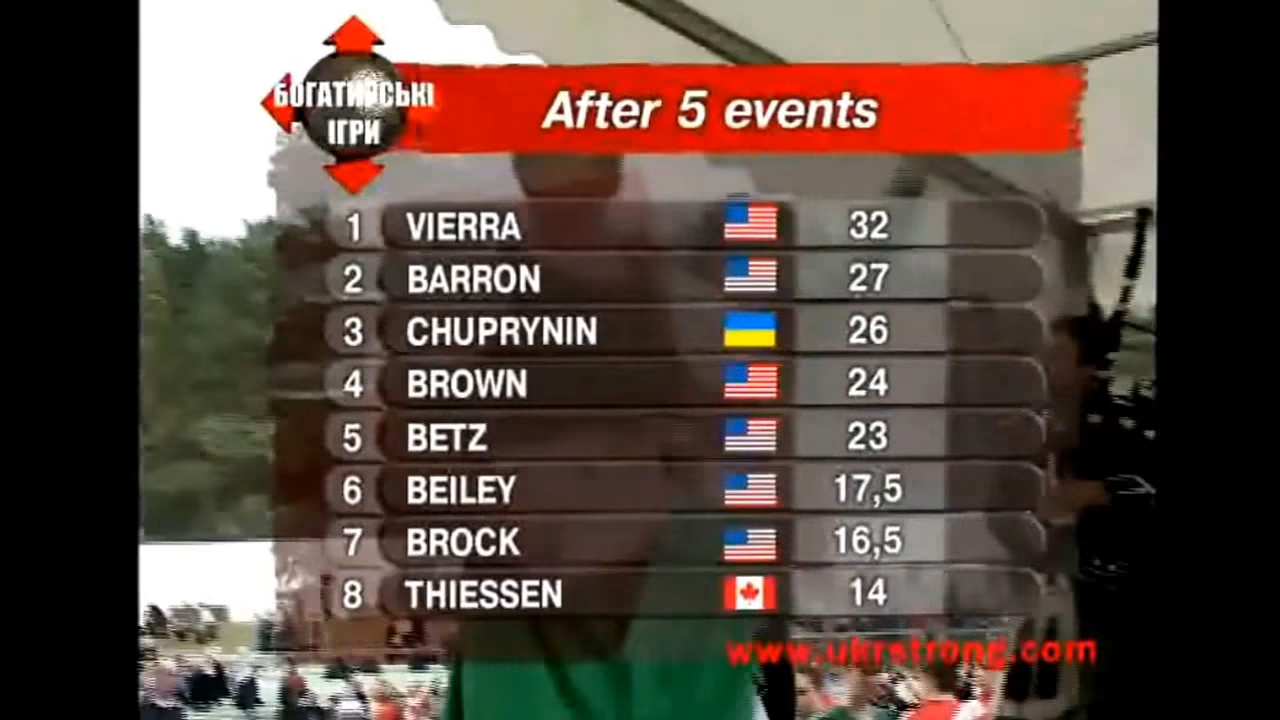 БОГАТИРСЬКІ
ІГРИ
After 5 events
1 VIERRA 32
2 BARRON 27
3 CHUPRYNIN 26
4 BROWN 24
5 BETZ 23
6 BEILEY 17,5
7 BROCK 16,5
8 THIESSEN 14
www.ukrstrong.com